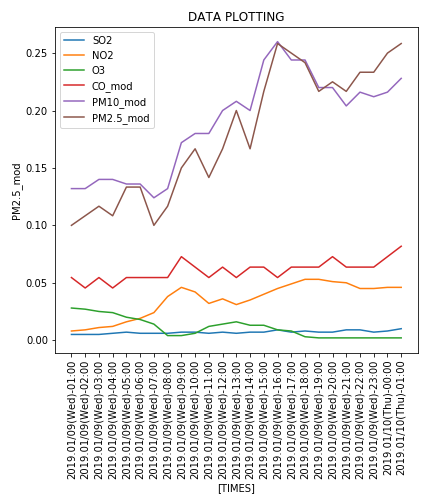 DATA PLOTTING
SO2
NO2
O3
CO_mod
PM10_mod
PM2.5_mod
0.25
0.20
0.15
0.10
0.05
0.00
PM2.5_mod
2019.01/09(Wed)-01:00
2019.01/09(Wed)-02:00
2019.01/09(Wed)-03:00
2019.01/09(Wed)-04:00
2019.01/09(Wed)-05:00
2019.01/09(Wed)-06:00
2019.01/09(Wed)-07:00
2019.01/09(Wed)-08:00
2019.01/09(Wed)-09:00
2019.01/09(Wed)-10:00
2019.01/09(Wed)-11:00
2019.01/09(Wed)-12:00
2019.01/09(Wed)-13:00
2019.01/09(Wed)-14:00
2019.01/09(Wed)-15:00
2019.01/09(Wed)-16:00
2019.01/09(Wed)-17:00
2019.01/09(Wed)-18:00
2019.01/09(Wed)-19:00
2019.01/09(Wed)-20:00
2019.01/09(Wed)-21:00
2019.01/09(Wed)-22:00
2019.01/09(Wed)-23:00
2019.01/10(Thu)-00:00
2019.01/10(Thu)-01:00
[TIMES]